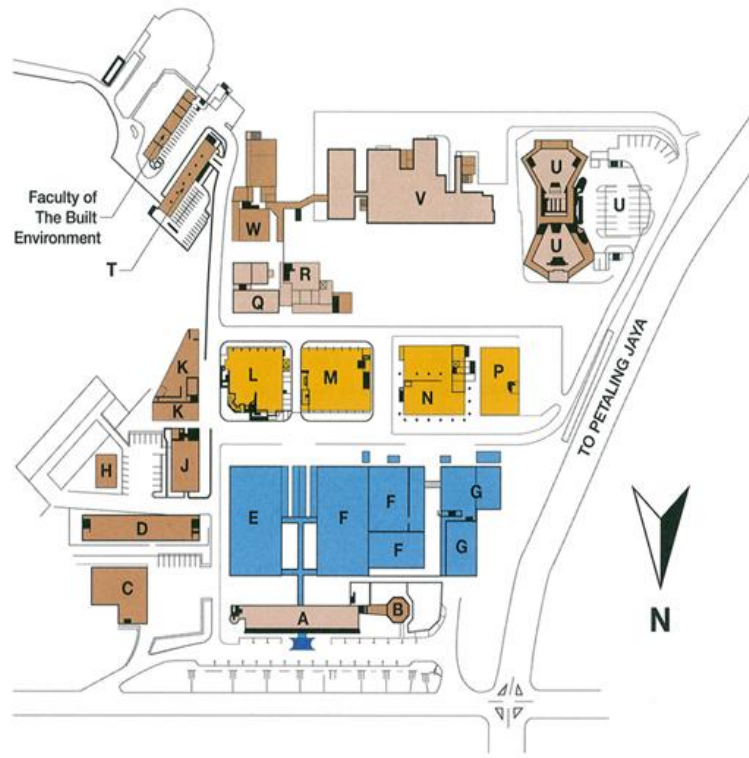 U
U
U
V
W
Faculty of
The Built
Environment
T
R
Q
TO PETALING JAYA
K
K
L
M
N
P
H
J
E
F
F
F
G
G
D
C
A
B
N